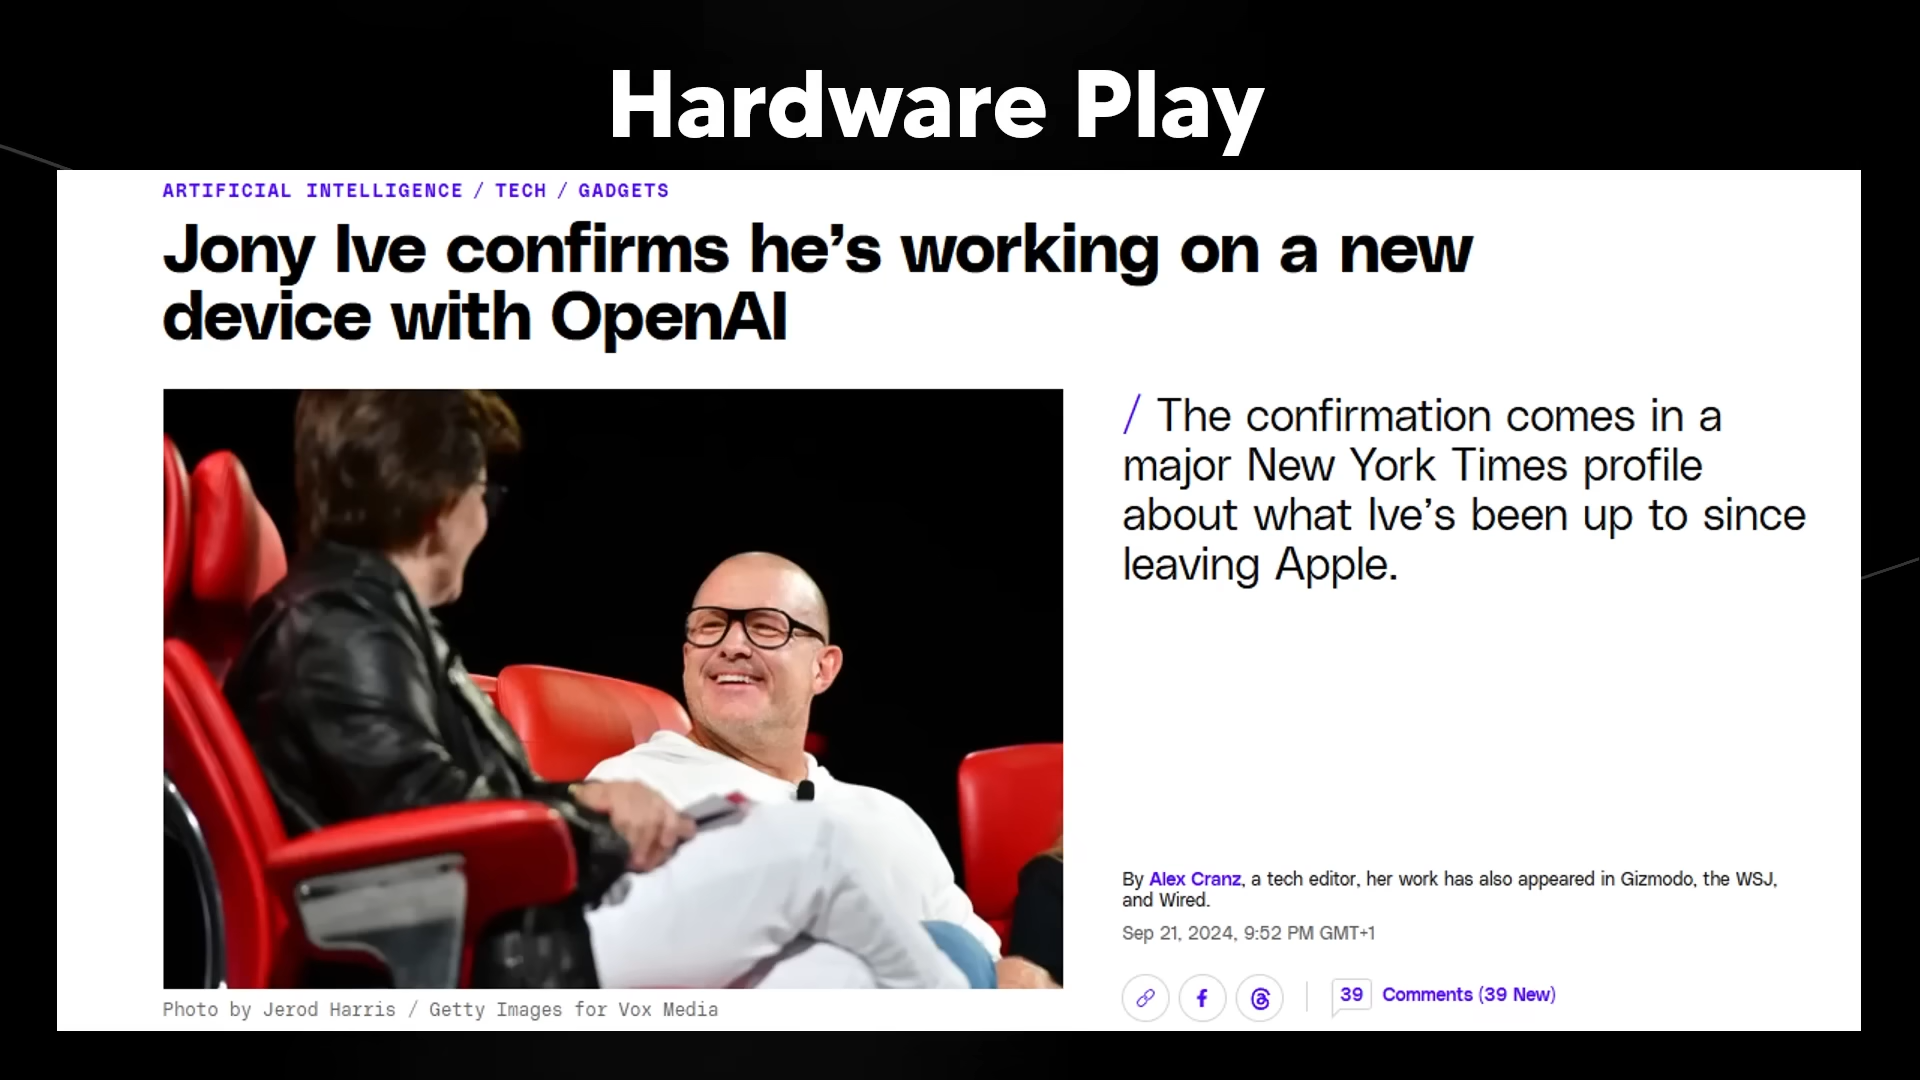 Hardware Play
ARTIFICIAL INTELLIGENCE / TECH / GADGETS
Jony Ive confirms he’s working on a new
device with OpenAI
/ The confirmation comes in a
major New York Times profile
about what Ive’s been up to since
leaving Apple.
By Alex Cranz, a tech editor, her work has also appeared in Gizmodo, the WSJ,
and Wired.
Sep 21, 2024, 9:52 PM GMT+1
39 Comments (39 New)
Photo by Jerod Harris / Getty Images for Vox Media